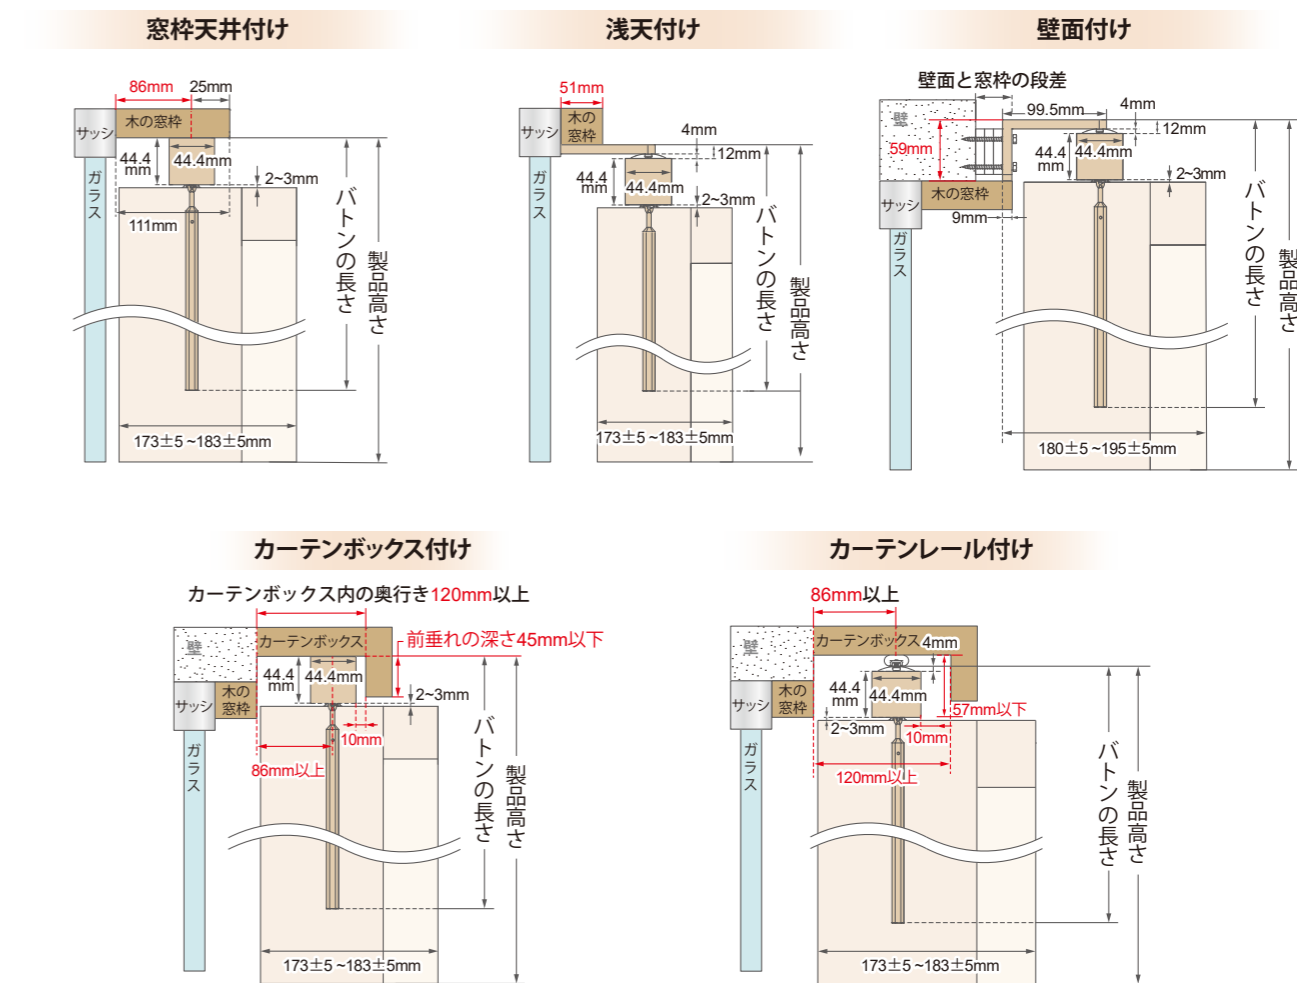 窓枠天井付け
86mm
25mm
木の窓枠
サッシ
44.4
mm
44.4mm
2~3mm
ガラス
111mm
バトンの長さ
製品高さ
173±5 ~183±5mm
浅天付け
51mm
サッシ
木の
窓枠
4mm
12mm
44.4
mm
44.4mm
2~3mm
ガラス
バトンの長さ
製品高さ
173±5 ~183±5mm
壁面付け
壁面と窓枠の段差
99.5mm
4mm
12mm
壁
59mm
44.4
mm
44.4mm
2~3mm
サッシ
木の窓枠
9mm
ガラス
バトンの長さ
製品高さ
180±5 ~195±5mm
カーテンボックス付け
カーテンボックス内の奥行き120mm以上
壁
カーテンボックス
前垂れの深さ45mm以下
44.4
mm
44.4mm
2~3mm
サッシ
木の
窓枠
10mm
86mm以上
ガラス
バトンの長さ
製品高さ
173±5 ~183±5mm
カーテンレール付け
86mm以上
壁
カーテンボックス
4mm
44.4
mm
44.4mm
57mm以下
サッシ
木の
窓枠
2~3mm
10mm
120mm以上
ガラス
バトンの長さ
製品高さ
173±5 ~183±5mm